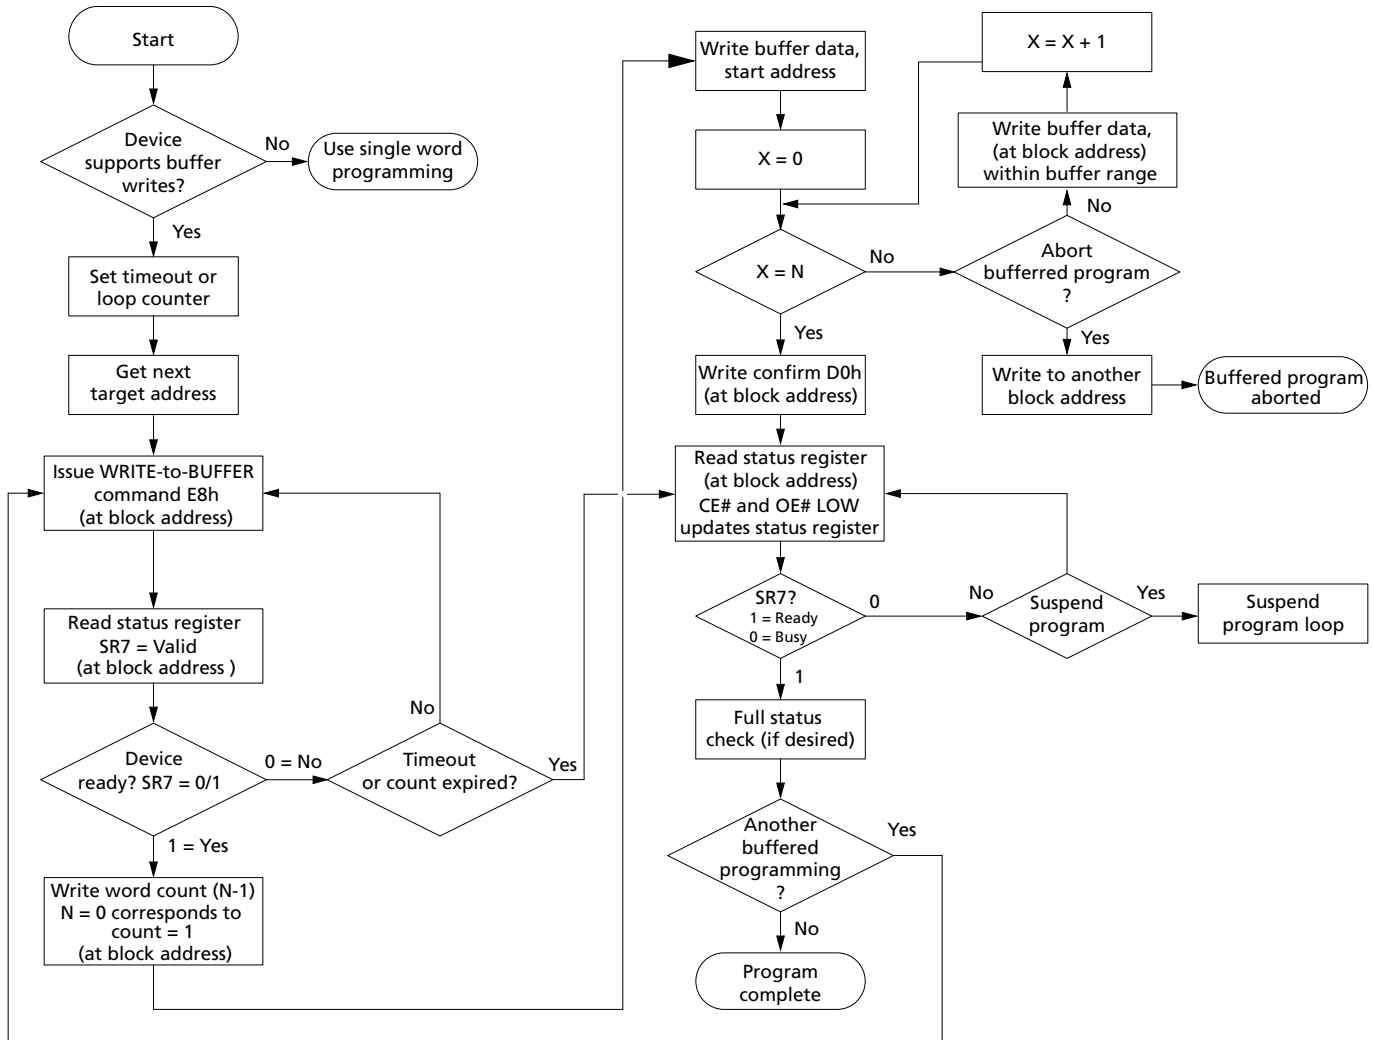 Start
Device
supports buffer
writes?
No
Use single word
programming
Yes
Set timeout or
loop counter
Get next
target address
Issue WRITE-to-BUFFER
command E8h
(at block address)
Read status register
SR7 = Valid
(at block address )
Device
ready? SR7 = 0/1
0 = No
No
Timeout
or count expired?
Yes
1 = Yes
Write word count (N-1)
N = 0 corresponds to
count = 1
(at block address)
Write buffer data,
start address
X = 0
X = N
No
Yes
X = X + 1
Write buffer data,
(at block address)
within buffer range
No
Abort
bufferred program
?
Yes
Write to another
block address
Buffered program
aborted
Write confirm D0h
(at block address)
Read status register
(at block address)
CE# and OE# LOW
updates status register
SR7?
1 = Ready
0 = Busy
0
No
Suspend
program
Yes
Suspend
program loop
1
Full status
check (if desired)
Another
buffered
programming
?
Yes
No
Program
complete